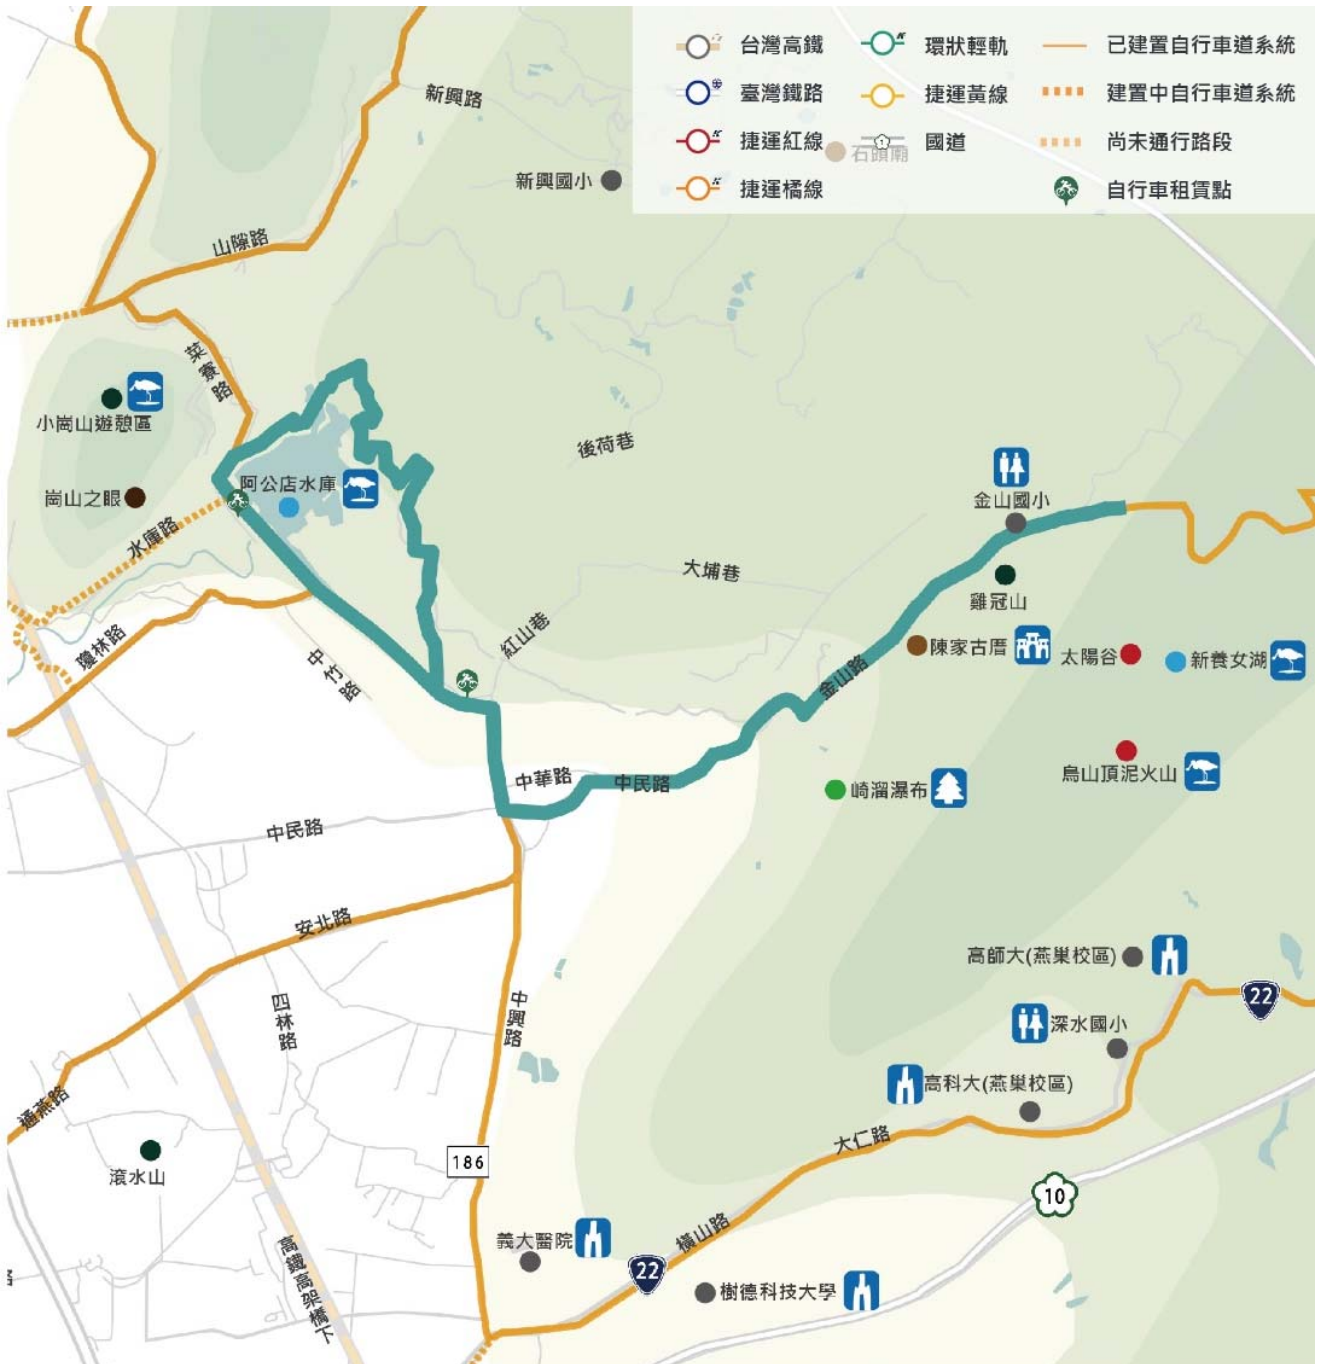 台灣高鐵
環狀輕軌
已建置自行車道系統
臺灣鐵路
捷運黃線
建置中自行車道系統
捷運紅線
石頭廟
國道
尚未通行路段
捷運橘線
自行車租賃點
新興路
新興國小
山隙路
菜寮路
小崗山遊憩區
後荷巷
阿公店水庫
崗山之眼
金山國小
水庫路
大埔巷
雞冠山
瓊林路
紅山巷
中竹路
陳家古厝
太陽谷
新養女湖
金山路
中華路
中民路
烏山頂泥火山
崎溜瀑布
中民路
安北路
高師大(燕巢校區)
22
四林路
中興路
深水國小
高科大(燕巢校區)
通燕路
大仁路
滾水山
186
10
義大醫院
橫山路
高鐵高架橋下
22
樹德科技大學
路